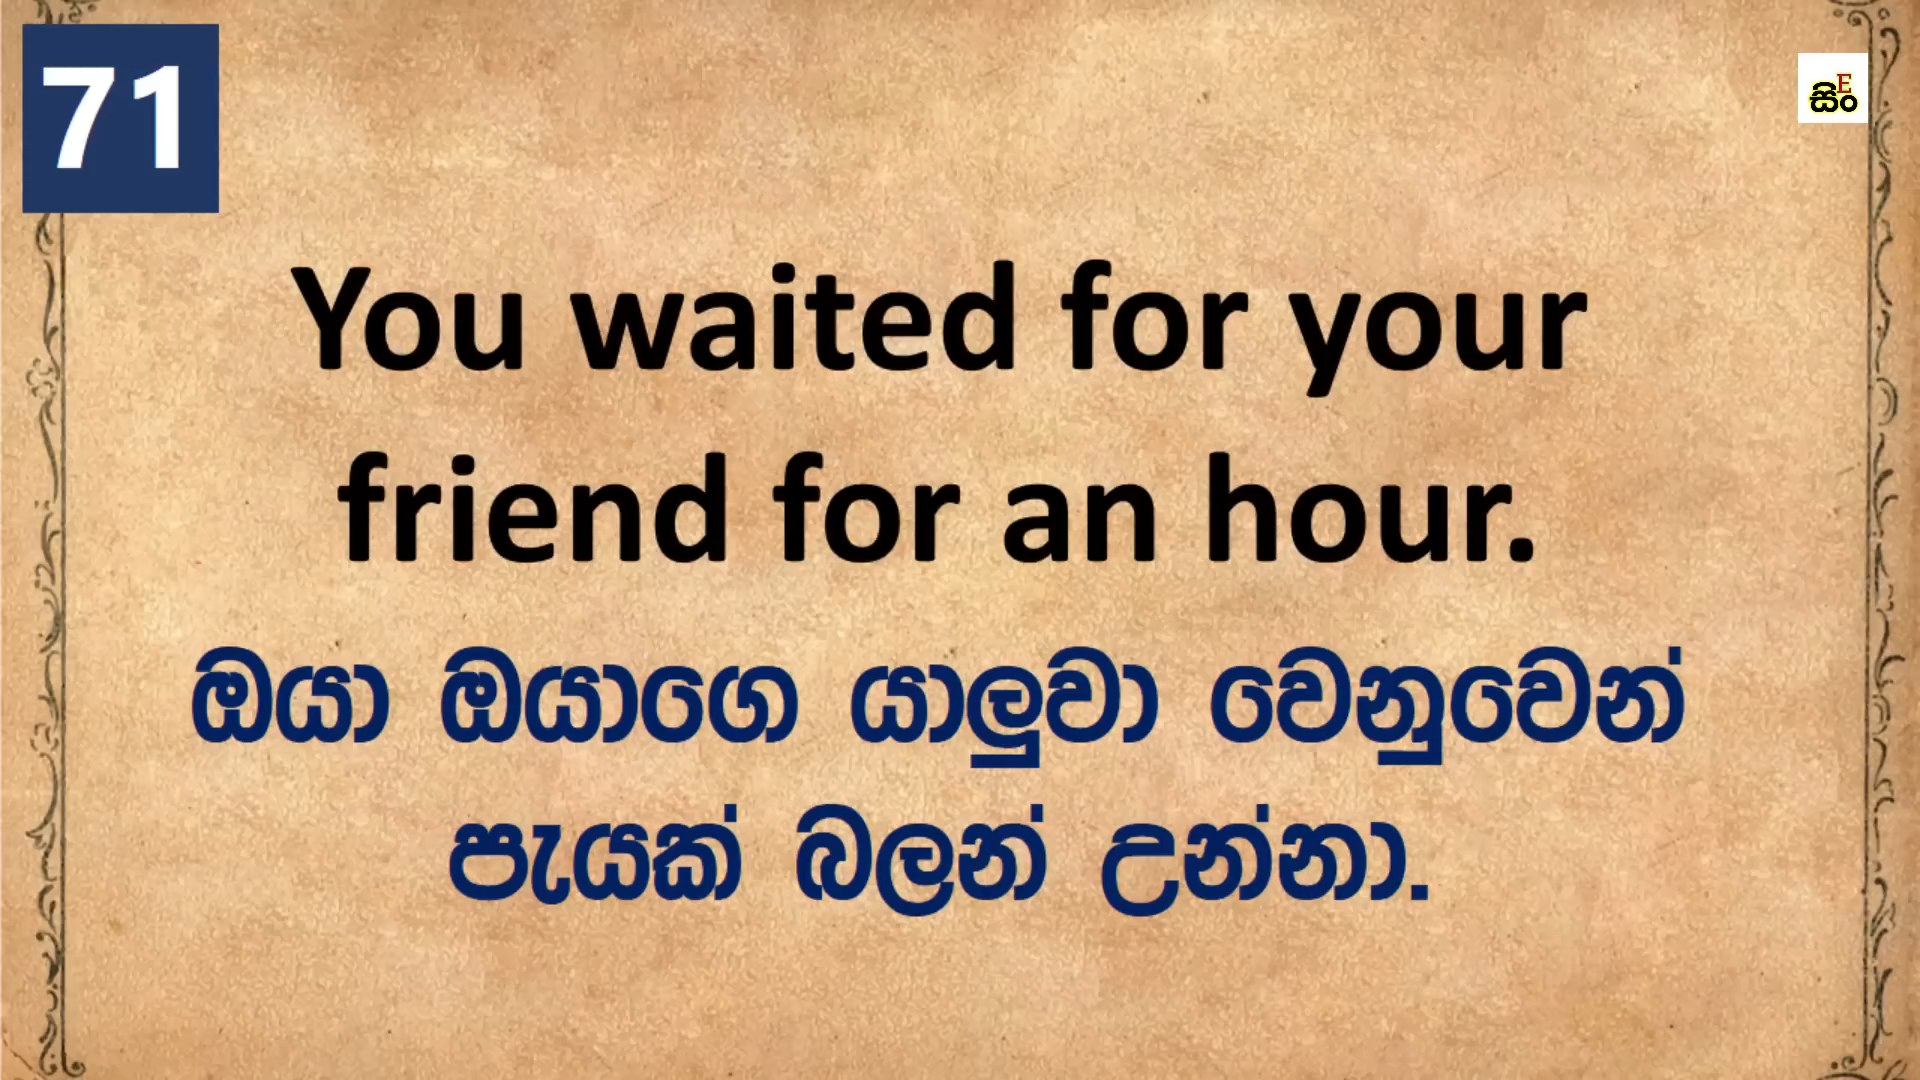 71
සිංE
You waited for your
friend for an hour.
ඔයා ඔයාගෙ යාලුවා වෙනුවෙන්
පැයක් බලන් උන්නා.